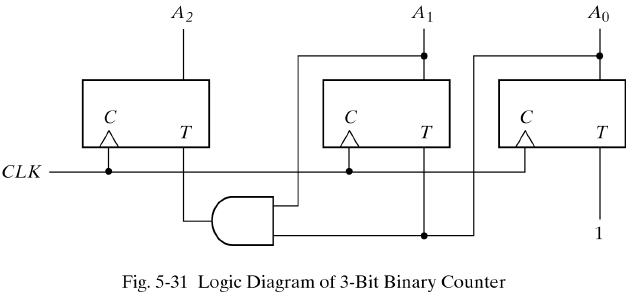 A2 A1 A0
C T C T C T
CLK
1
Fig. 5-31 Logic Diagram of 3-Bit Binary Counter